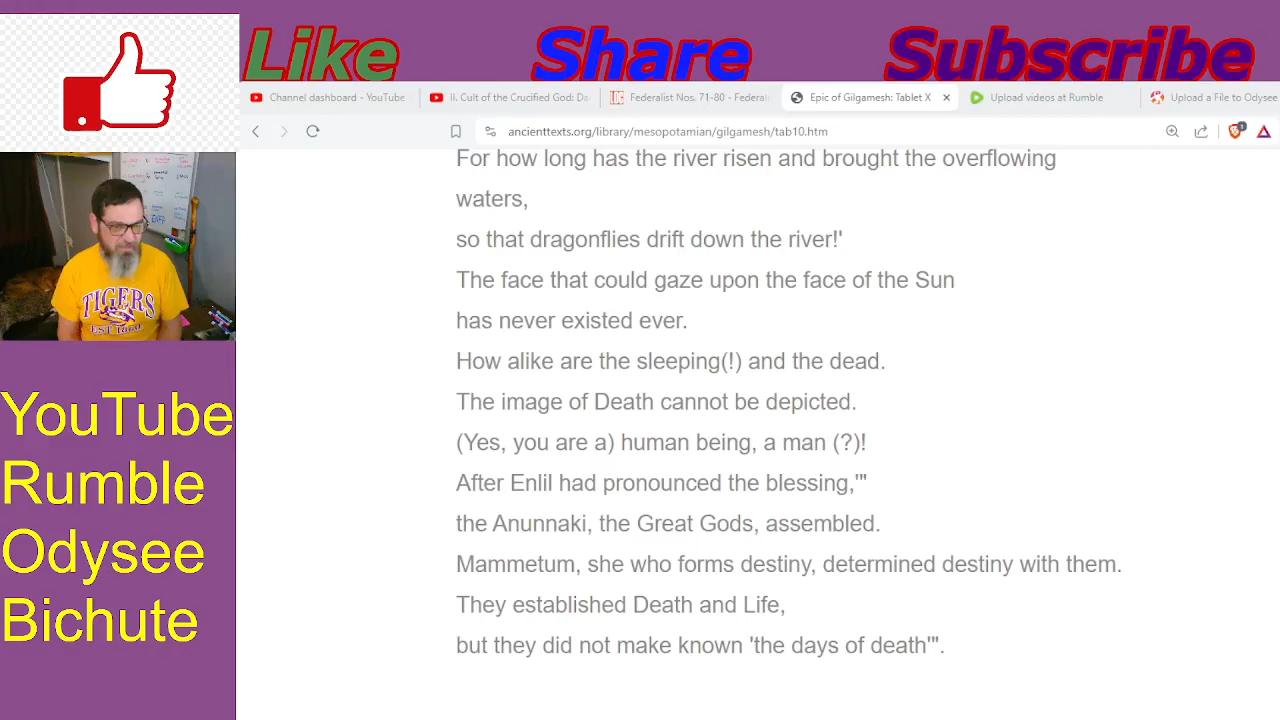 Like Share Subscribe
Channel dashboard - YouTube
II. Cult of the Crucified God: Da
Federalist Nos. 71-80 - Federal
Epic of Gilgamesh: Tablet X
Upload videos at Rumble
Upload a File to Odysee
ancienttexts.org/library/mesopotamian/gilgamesh/tab10.htm
1
For how long has the river risen and brought the overflowing
waters,
so that dragonflies drift down the river!'
The face that could gaze upon the face of the Sun
has never existed ever.
How alike are the sleeping(!) and the dead.
The image of Death cannot be depicted.
(Yes, you are a) human being, a man (?)!
After Enlil had pronounced the blessing,'"
the Anunnaki, the Great Gods, assembled.
Mammetum, she who forms destiny, determined destiny with them.
They established Death and Life,
but they did not make known 'the days of death'".
TIGERS
EST 1860
YouTube
Rumble
Odysee
Bichute